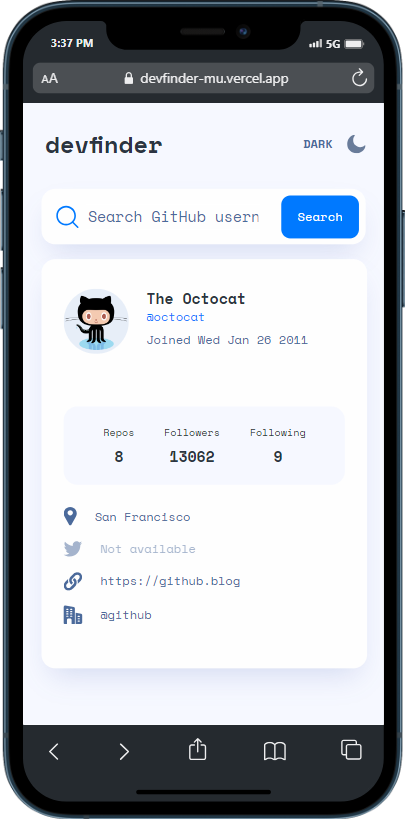 3:37 PM 5G
AA devfinder-mu.vercel.app
devfinder DARK
Search GitHub usern Search
The Octocat
@octocat
Joined Wed Jan 26 2011
Repos Followers Following
8 13062 9
San Francisco
Not available
https://github.blog
@github